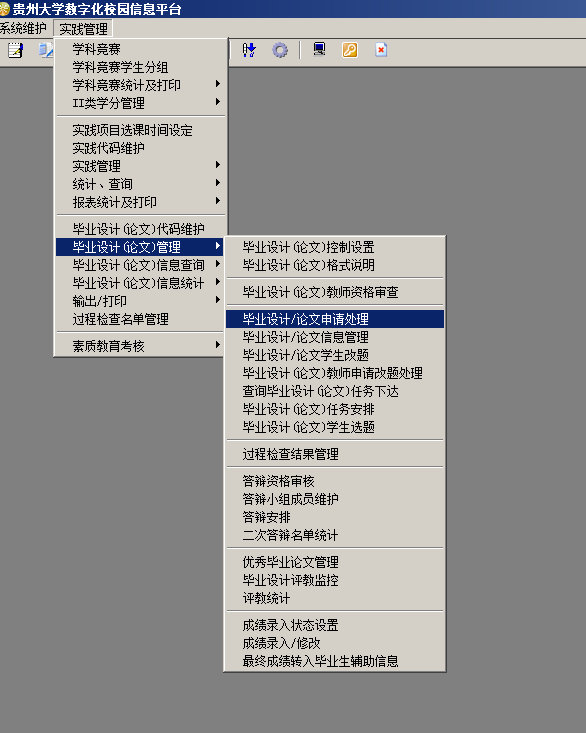 贵州大学数字化校园信息平台
系统维护 实践管理
学科竞赛
学科竞赛学生分组
学科竞赛统计及打印
II类学分管理
实践项目选课时间设定
实践代码维护
实践管理
统计、查询
报表统计及打印
毕业设计(论文)代码维护
毕业设计(论文)管理
毕业设计(论文)信息查询
毕业设计(论文)信息统计
输出/打印
过程检查名单管理
素质教育考核
毕业设计(论文)控制设置
毕业设计(论文)格式说明
毕业设计(论文)教师资格审查
毕业设计/论文申请处理
毕业设计/论文信息管理
毕业设计/论文学生改题
毕业设计(论文)教师申请改题处理
查询毕业设计(论文)任务下达
毕业设计(论文)任务安排
毕业设计(论文)学生选题
过程检查结果管理
答辩资格审核
答辩小组成员维护
答辩安排
二次答辩名单统计
优秀毕业论文管理
毕业设计评教监控
评教统计
成绩录入状态设置
成绩录入/修改
最终成绩转入毕业生辅助信息